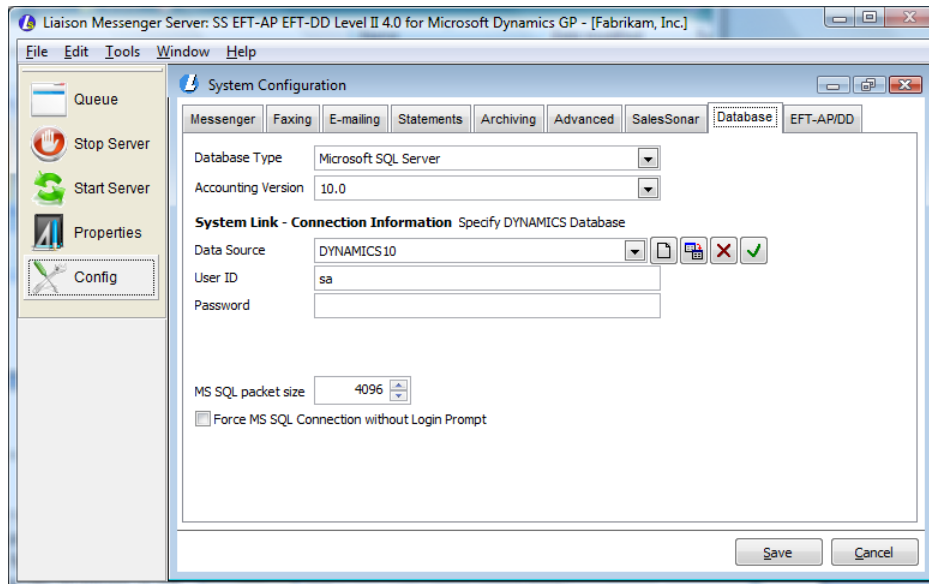 Liaison Messenger Server: SS EFT-AP EFT-DD Level II 4.0 for Microsoft Dynamics GP - [Fabrikam, Inc.]
File Edit Tools Window Help
Queue
Stop Server
Start Server
Properties
Config
System Configuration
Messenger Faxing E-mailing Statements Archiving Advanced SalesSonar Database EFT-AP/DD
Database Type Microsoft SQL Server
Accounting Version 10.0
System Link - Connection Information Specify DYNAMICS Database
Data Source DYNAMICS10
User ID sa
Password
MS SQL packet size 4096
Force MS SQL Connection without Login Prompt
Save Cancel